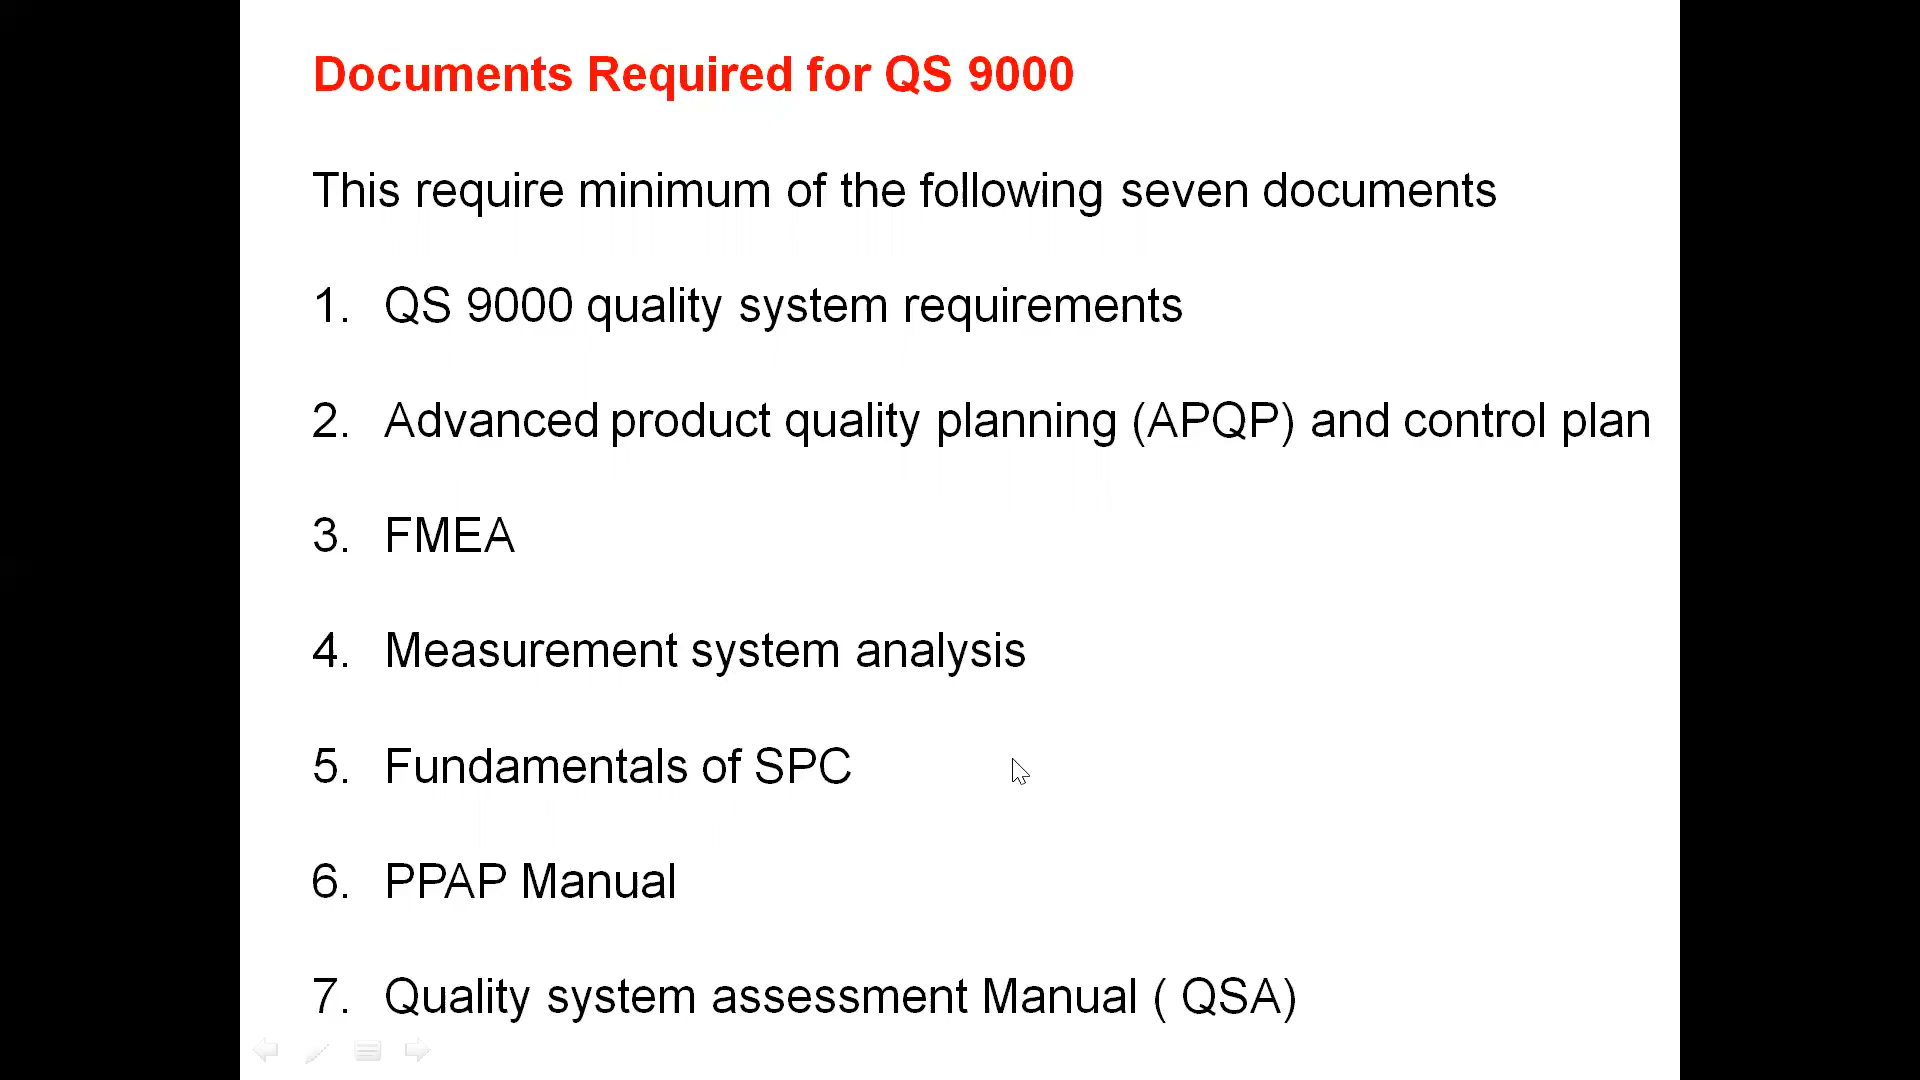 Documents Required for QS 9000
This require minimum of the following seven documents
1. QS 9000 quality system requirements
2. Advanced product quality planning (APQP) and control plan
3. FMEA
4. Measurement system analysis
5. Fundamentals of SPC
6. PPAP Manual
7. Quality system assessment Manual ( QSA)